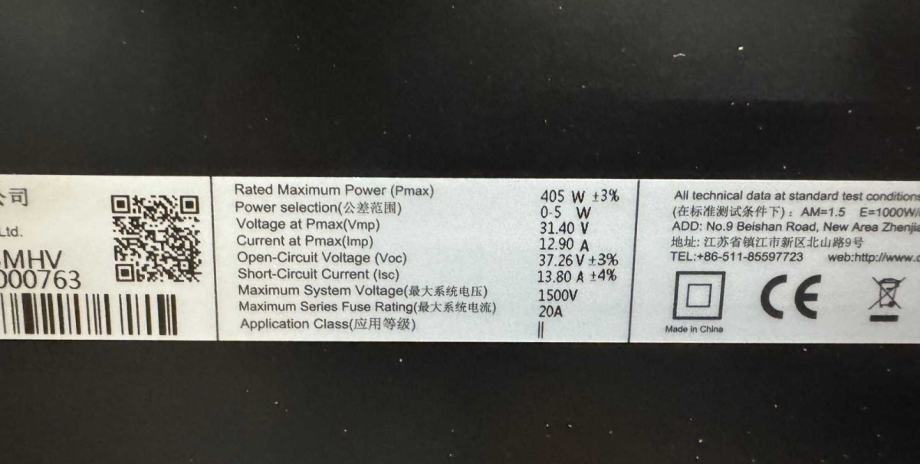 公司
Ltd.
MHV
000763
Rated Maximum Power (Pmax) 405 W ±3%
Power selection(公差范围) 0-5 W
Voltage at Pmax(Vmp) 31.40 V
Current at Pmax(Imp) 12.90 A
Open-Circuit Voltage (Voc) 37.26 V ±3%
Short-Circuit Current (Isc) 13.80 A ±4%
Maximum System Voltage(最大系统电压) 1500V
Maximum Series Fuse Rating(最大系统电流) 20A
Application Class(应用等级) II
All technical data at standard test conditions
(在标准测试条件下) : AM=1.5 E=1000W/
ADD: No.9 Beishan Road, New Area Zhenjia
地址: 江苏省镇江市新区北山路9号
TEL:+86-511-85597723 web:http://www.
CE
Made in China